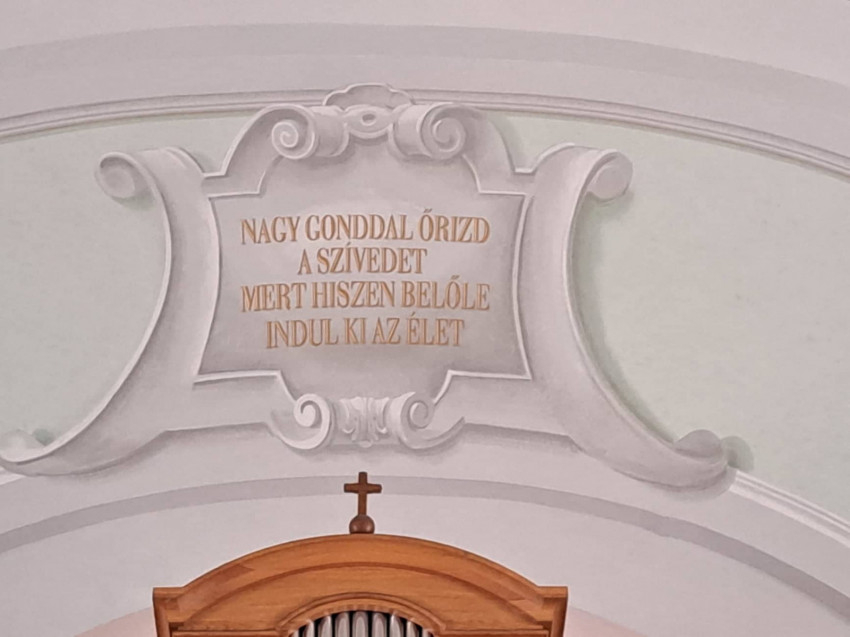 NAGY GONDDAL ŐRIZD
A SZÍVEDET
MERT HISZEN BELŐLE
INDUL KI AZ ÉLET